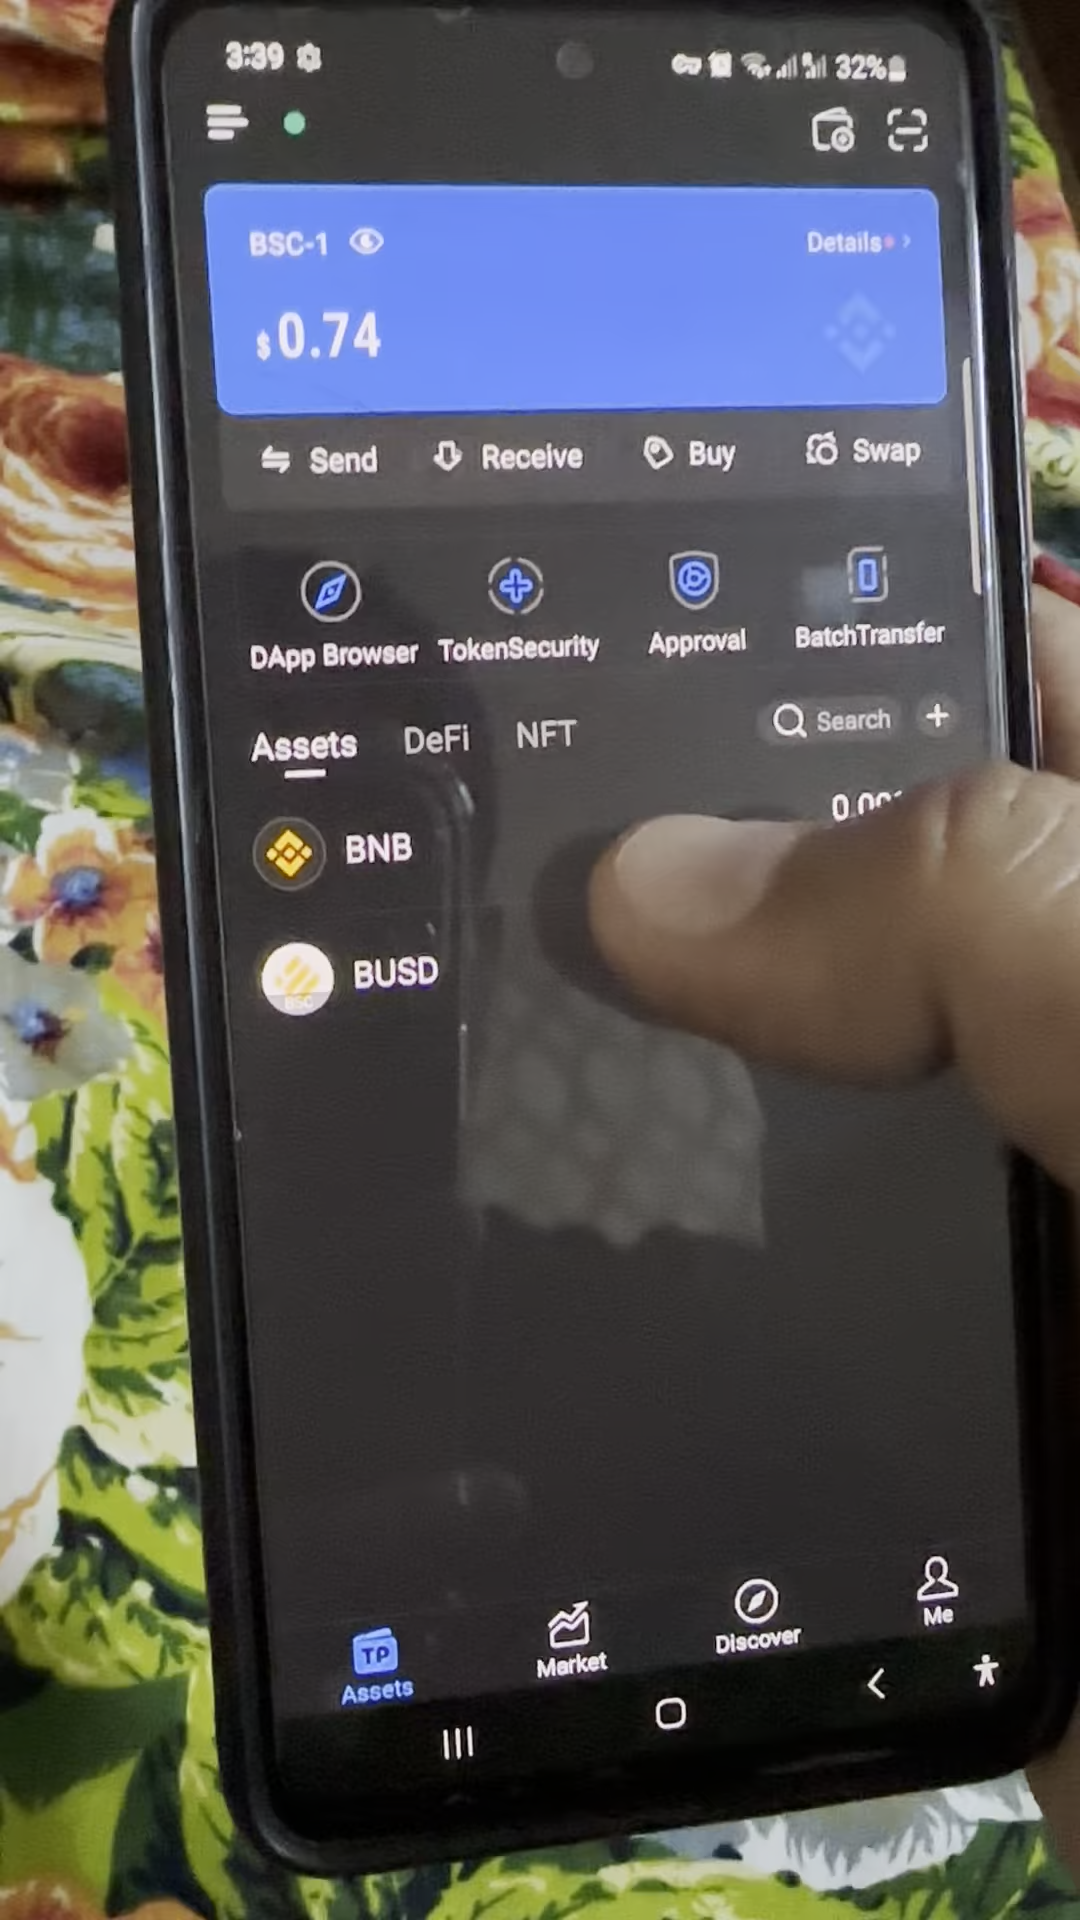 3:39 32%
BSC-1 Details
$0.74
Send Receive Buy Swap
DApp Browser TokenSecurity Approval BatchTransfer
Assets DeFi NFT Search
BNB
BUSD
BSC
TP
Assets Market Discover Me